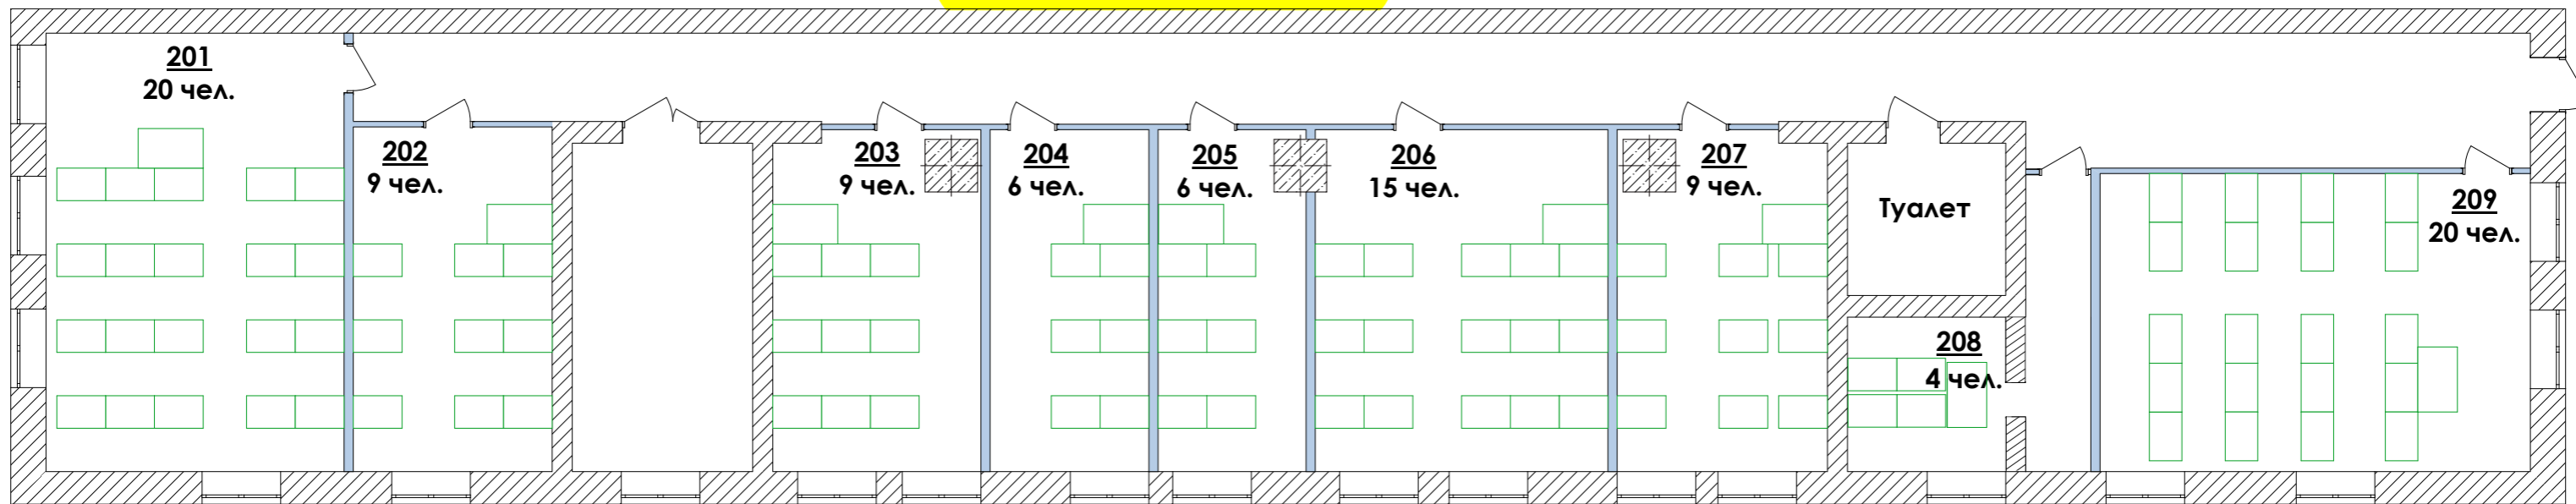 201
20 чел.
202
9 чел.
203
9 чел.
204
6 чел.
205
6 чел.
206
15 чел.
207
9 чел.
Туалет
208
4 чел.
209
20 чел.